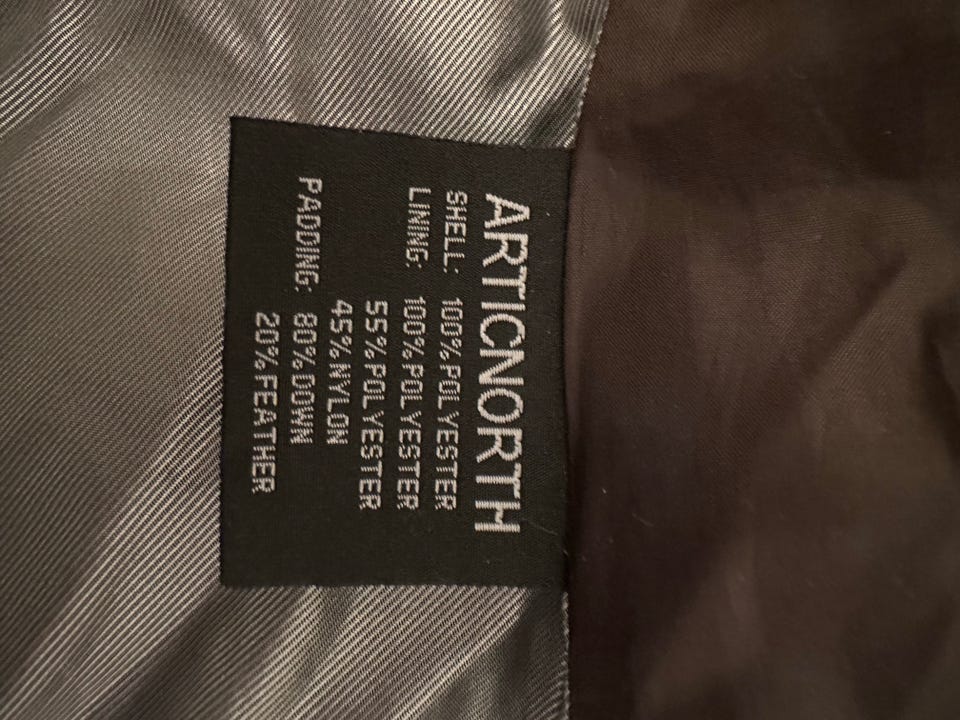 ARTICNORTH
SHELL: 100%POLYESTER
LINING: 100%POLYESTER
55%POLYESTER
45%NYLON
PADDING: 80%DOWN
20%FEATHER